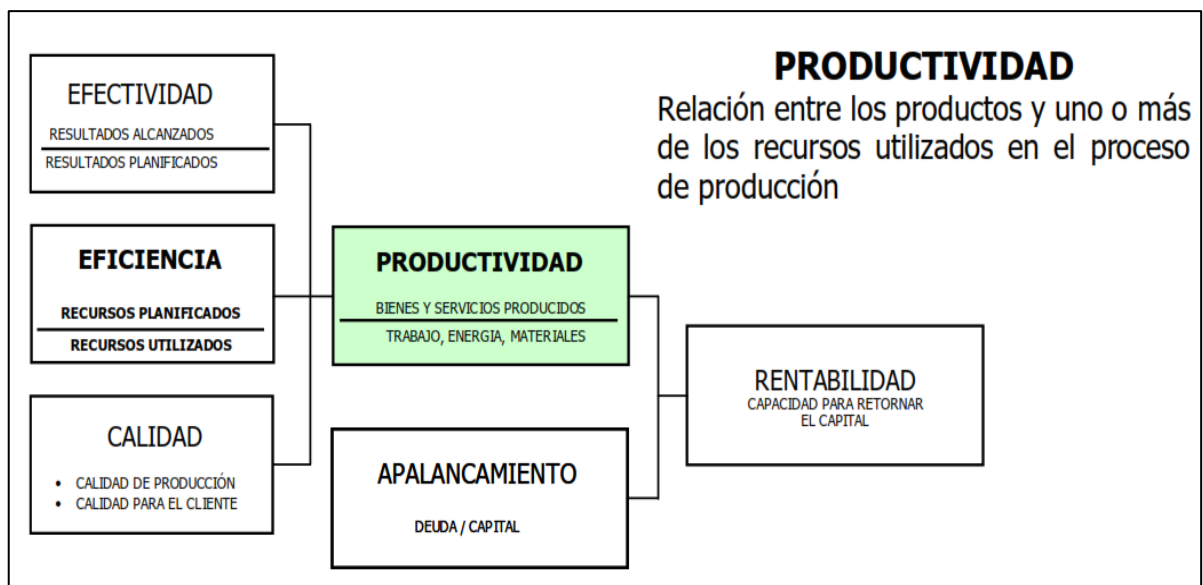 PRODUCTIVIDAD
Relación entre los productos y uno o más
de los recursos utilizados en el proceso
de producción
EFECTIVIDAD
RESULTADOS ALCANZADOS
RESULTADOS PLANIFICADOS
EFICIENCIA
RECURSOS PLANIFICADOS
RECURSOS UTILIZADOS
CALIDAD
• CALIDAD DE PRODUCCIÓN
• CALIDAD PARA EL CLIENTE
PRODUCTIVIDAD
BIENES Y SERVICIOS PRODUCIDOS
TRABAJO, ENERGIA, MATERIALES
APALANCAMIENTO
DEUDA / CAPITAL
RENTABILIDAD
CAPACIDAD PARA RETORNAR
EL CAPITAL